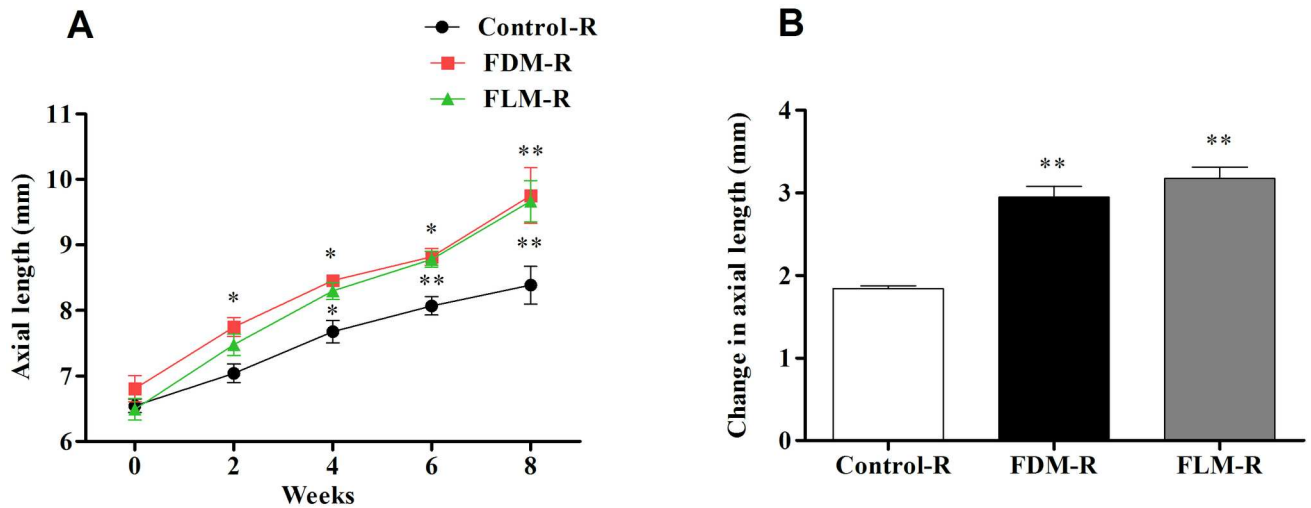 A
Control-R
FDM-R
FLM-R
Axial length (mm)
11
10
9
8
7
6
**
**
*
**
*
*
*
0 2 4 6 8
Weeks
B
Change in axial length (mm)
4
3
2
1
0
**
**
Control-R FDM-R FLM-R